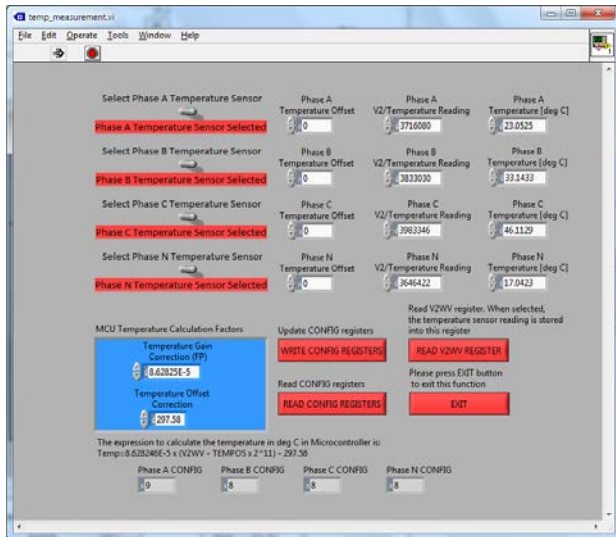 temp_measurement.vi
File Edit Operate Tools Window Help
Select Phase A Temperature Sensor
Phase A Temperature Sensor Selected
Phase A
Temperature Offset
0
Phase A
V2/Temperature Reading
3716080
Phase A
Temperature [deg C]
23.0525
Select Phase B Temperature Sensor
Phase B Temperature Sensor Selected
Phase B
Temperature Offset
0
Phase B
V2/Temperature Reading
3833030
Phase B
Temperature [deg C]
33.1433
Select Phase C Temperature Sensor
Phase C Temperature Sensor Selected
Phase C
Temperature Offset
0
Phase C
V2/Temperature Reading
3983346
Phase C
Temperature [deg C]
46.1129
Select Phase N Temperature Sensor
Phase N Temperature Sensor Selected
Phase N
Temperature Offset
0
Phase N
V2/Temperature Reading
3646422
Phase N
Temperature [deg C]
17.0423
MCU Temperature Calculation Factors
Temperature Gain
Correction (FP)
8.62825E-5
Temperature Offset
Correction
297.58
Update CONFIG registers
WRITE CONFIG REGISTERS
Read CONFIG registers
READ CONFIG REGISTERS
Read V2WV register. When selected,
the temperature sensor reading is stored
into this register
READ V2WV REGISTER
Please press EXIT button
to exit this function
EXIT
The expression to calculate the temperature in deg C in Microcontroller is:
Temp=8.628246E-5 x (V2WV - TEMPOS x 2^11) - 297.58
Phase A CONFIG
9
Phase B CONFIG
8
Phase C CONFIG
8
Phase N CONFIG
8